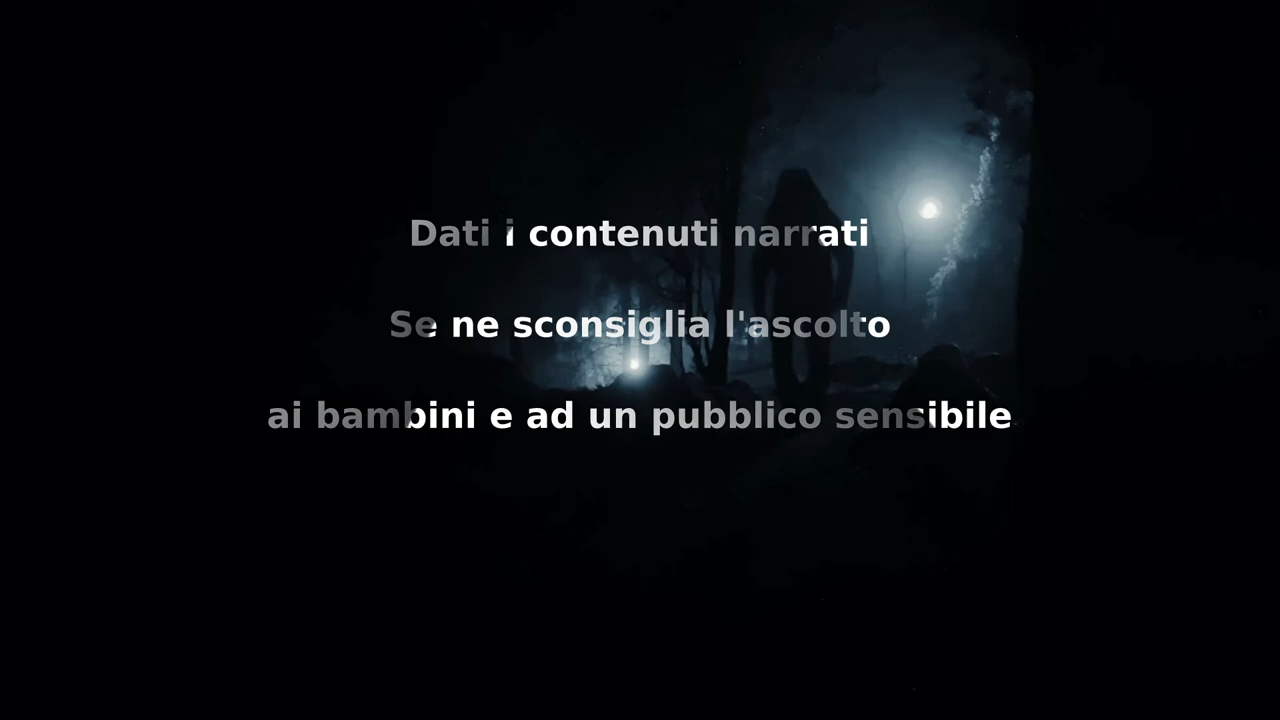 Dati i contenuti narrati
Se ne sconsiglia l'ascolto
ai bambini e ad un pubblico sensibile